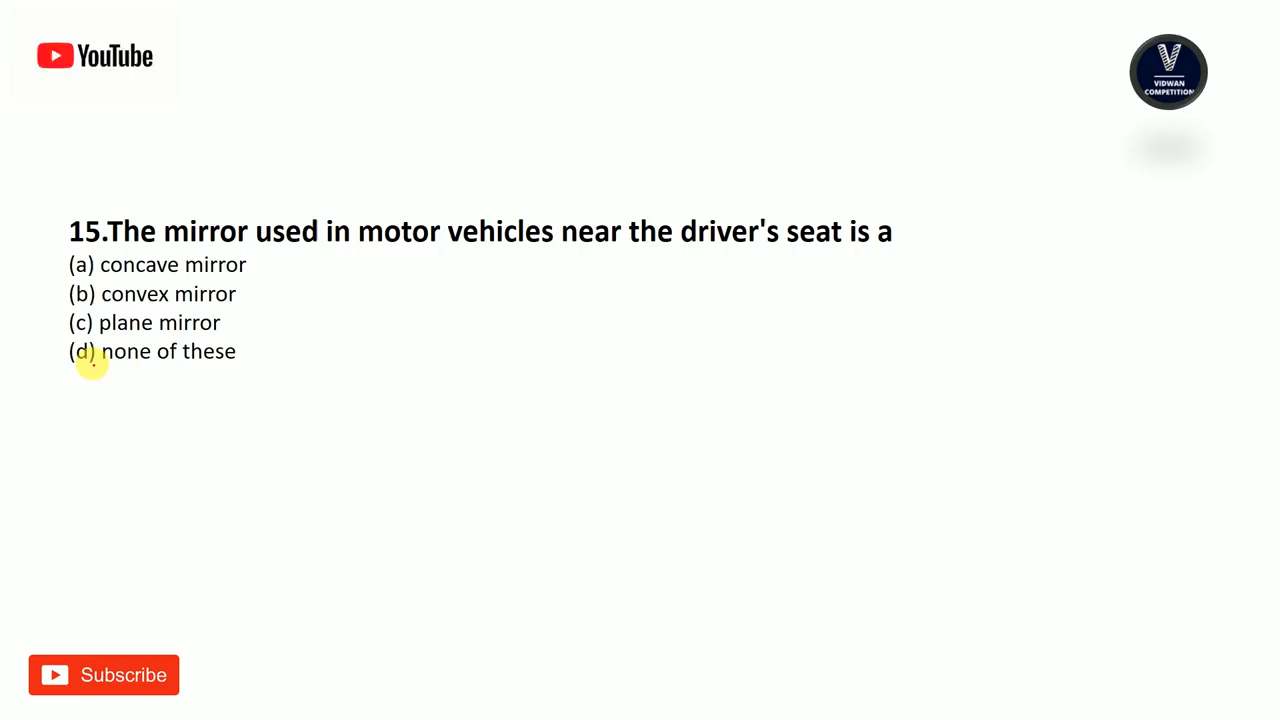 YouTube
V
VIDWAN
COMPETITION
15.The mirror used in motor vehicles near the driver's seat is a
(a) concave mirror
(b) convex mirror
(c) plane mirror
(d) none of these
Subscribe